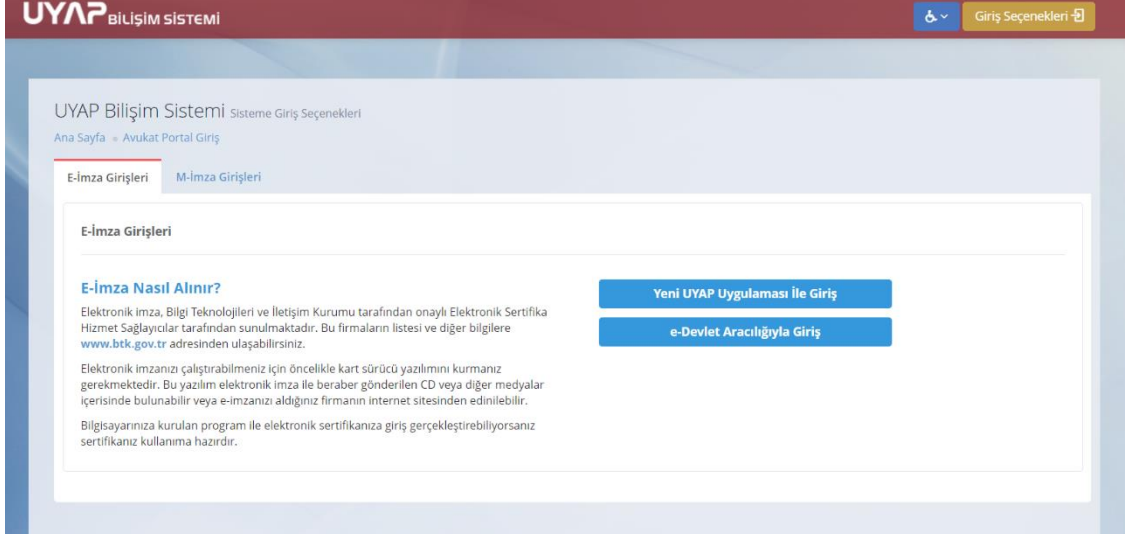 UYAP BİLİŞİM SİSTEMİ
Giriş Seçenekleri
UYAP Bilişim Sistemi Sisteme Giriş Seçenekleri
Ana Sayfa Avukat Portal Giriş
E-İmza Girişleri M-İmza Girişleri
E-İmza Girişleri
E-İmza Nasıl Alınır?
Elektronik imza, Bilgi Teknolojileri ve İletişim Kurumu tarafından onaylı Elektronik Sertifika
Hizmet Sağlayıcılar tarafından sunulmaktadır. Bu firmaların listesi ve diğer bilgilere
www.btk.gov.tr adresinden ulaşabilirsiniz.
Elektronik imzanızı çalıştırabilmeniz için öncelikle kart sürücü yazılımını kurmanız
gerekmektedir. Bu yazılım elektronik imza ile beraber gönderilen CD veya diğer medyalar
içerisinde bulunabilir veya e-imzanızı aldığınız firmanın internet sitesinden edinilebilir.
Bilgisayarınıza kurulan program ile elektronik sertifikanıza giriş gerçekleştirebiliyorsanız
sertifikanız kullanıma hazırdır.
Yeni UYAP Uygulaması İle Giriş
e-Devlet Aracılığıyla Giriş